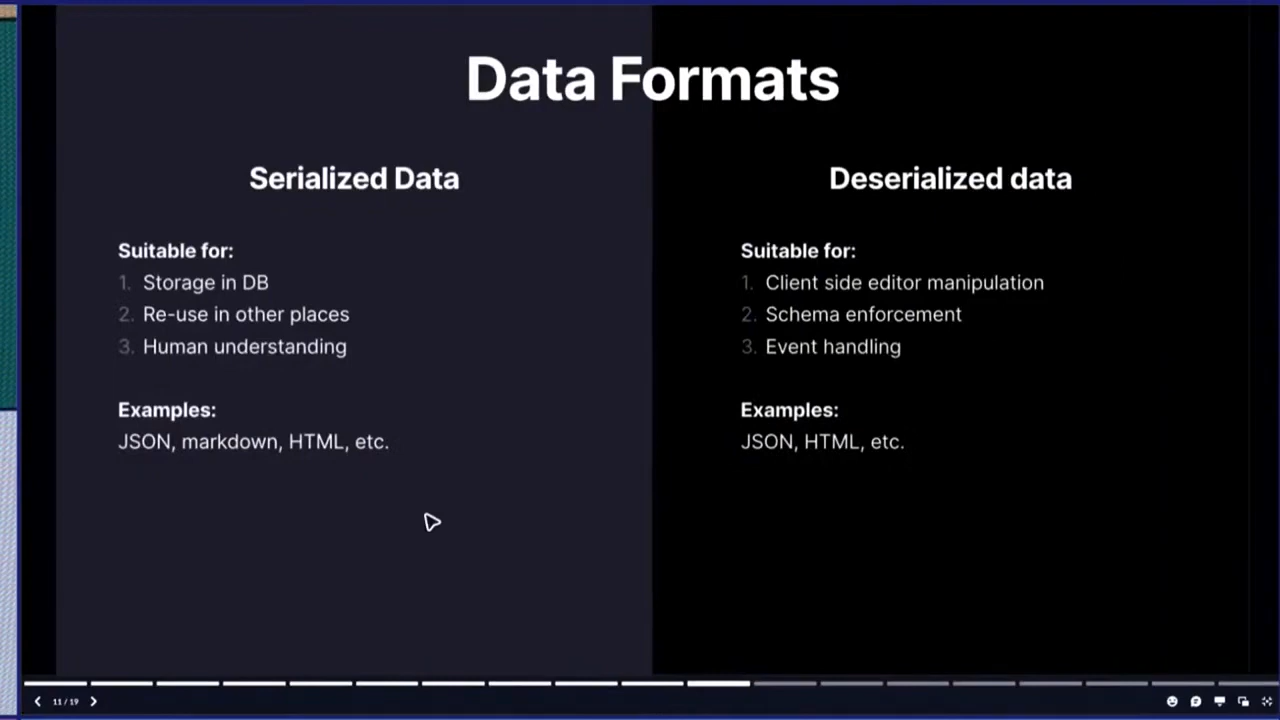 Data Formats
Serialized Data
Suitable for:
1. Storage in DB
2. Re-use in other places
3. Human understanding
Examples:
JSON, markdown, HTML, etc.
Deserialized data
Suitable for:
1. Client side editor manipulation
2. Schema enforcement
3. Event handling
Examples:
JSON, HTML, etc.
11 / 19